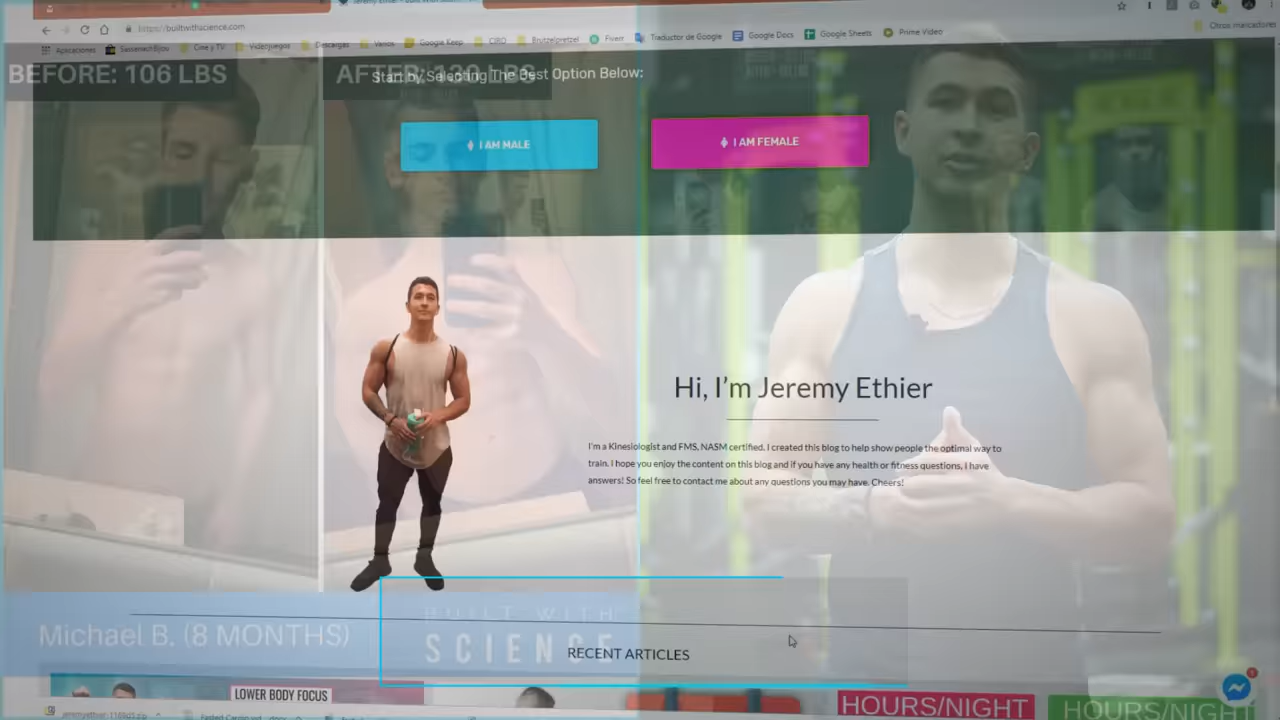 https://builtwithscience.com
Otros marcadores
Aplicaciones
SassenachBijou
Cine y TV
Videojuegos
Descargas
Varios
Google Keep
CIRO
Brutzelpretzel
Fiverr
Traductor de Google
Google Docs
Google Sheets
Prime Video
BEFORE: 106 LBS
AFTER: 130 LBS
Start by Selecting The Best Option Below:
I AM MALE
I AM FEMALE
Hi, I'm Jeremy Ethier
I'm a Kinesiologist and FMS, NASM certified. I created this blog to help show people the optimal way to
train. I hope you enjoy the content on this blog and if you have any health or fitness questions, I have
answers! So feel free to contact me about any questions you may have. Cheers!
BUILT WITH
SCIENCE
Michael B. (8 MONTHS)
RECENT ARTICLES
LOWER BODY FOCUS
HOURS/NIGHT
HOURS/NIGHT